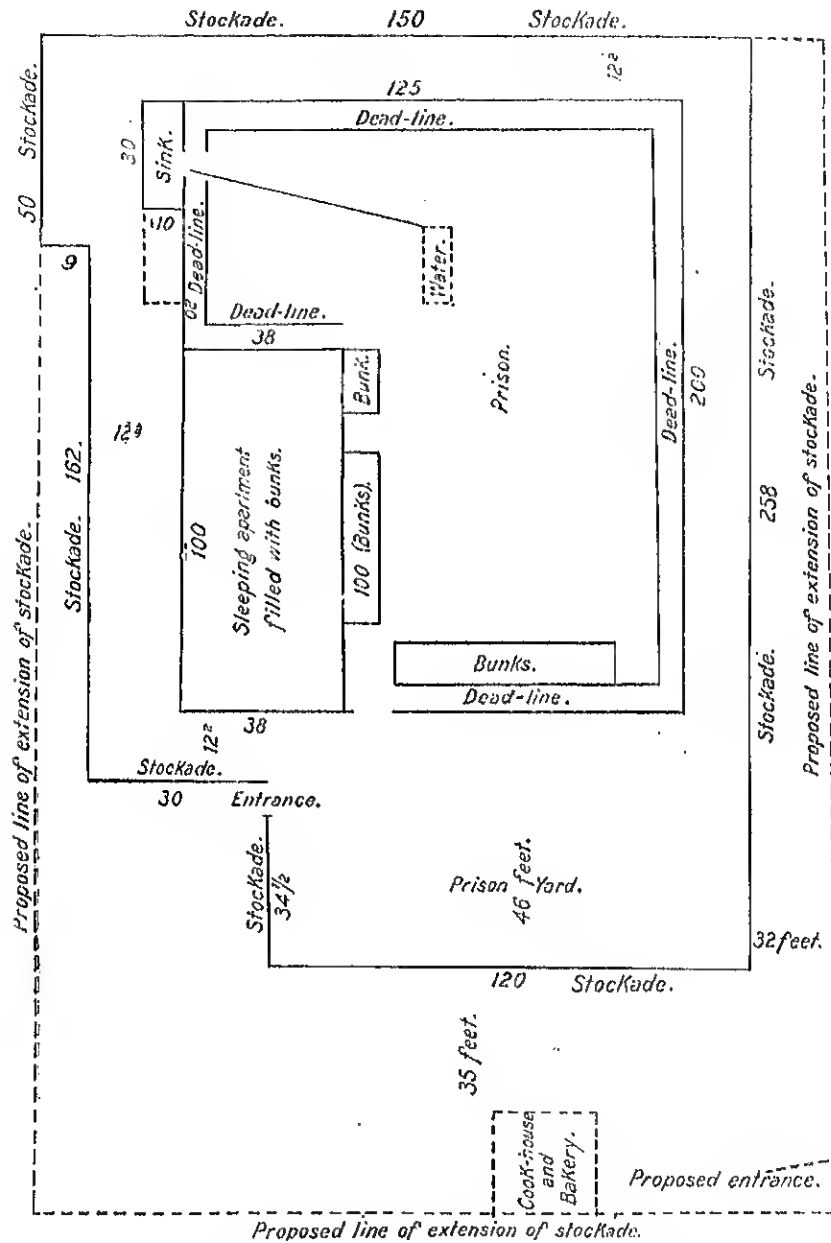 Stockade. 150 Stockade.
Stockade.
50
12²
125
Dead-line.
30
Sink.
10
9
Dead-line.
20
Water.
Dead-line.
38
Bunk.
Prison.
Dead-line.
200
Stockade.
258
Stockade.
Proposed line of extension of stockade.
162.
Stockade.
Proposed line of extension of stockade.
100
Sleeping apartment
filled with bunks.
100 (Bunks).
Bunks.
Dead-line.
38
12²
Stockade.
30 Entrance.
Stockade.
34 1/2
Prison Yard.
46 feet.
32 feet.
120 Stockade.
35 feet.
Cook-house
and
Bakery.
Proposed entrance.
Proposed line of extension of stockade.